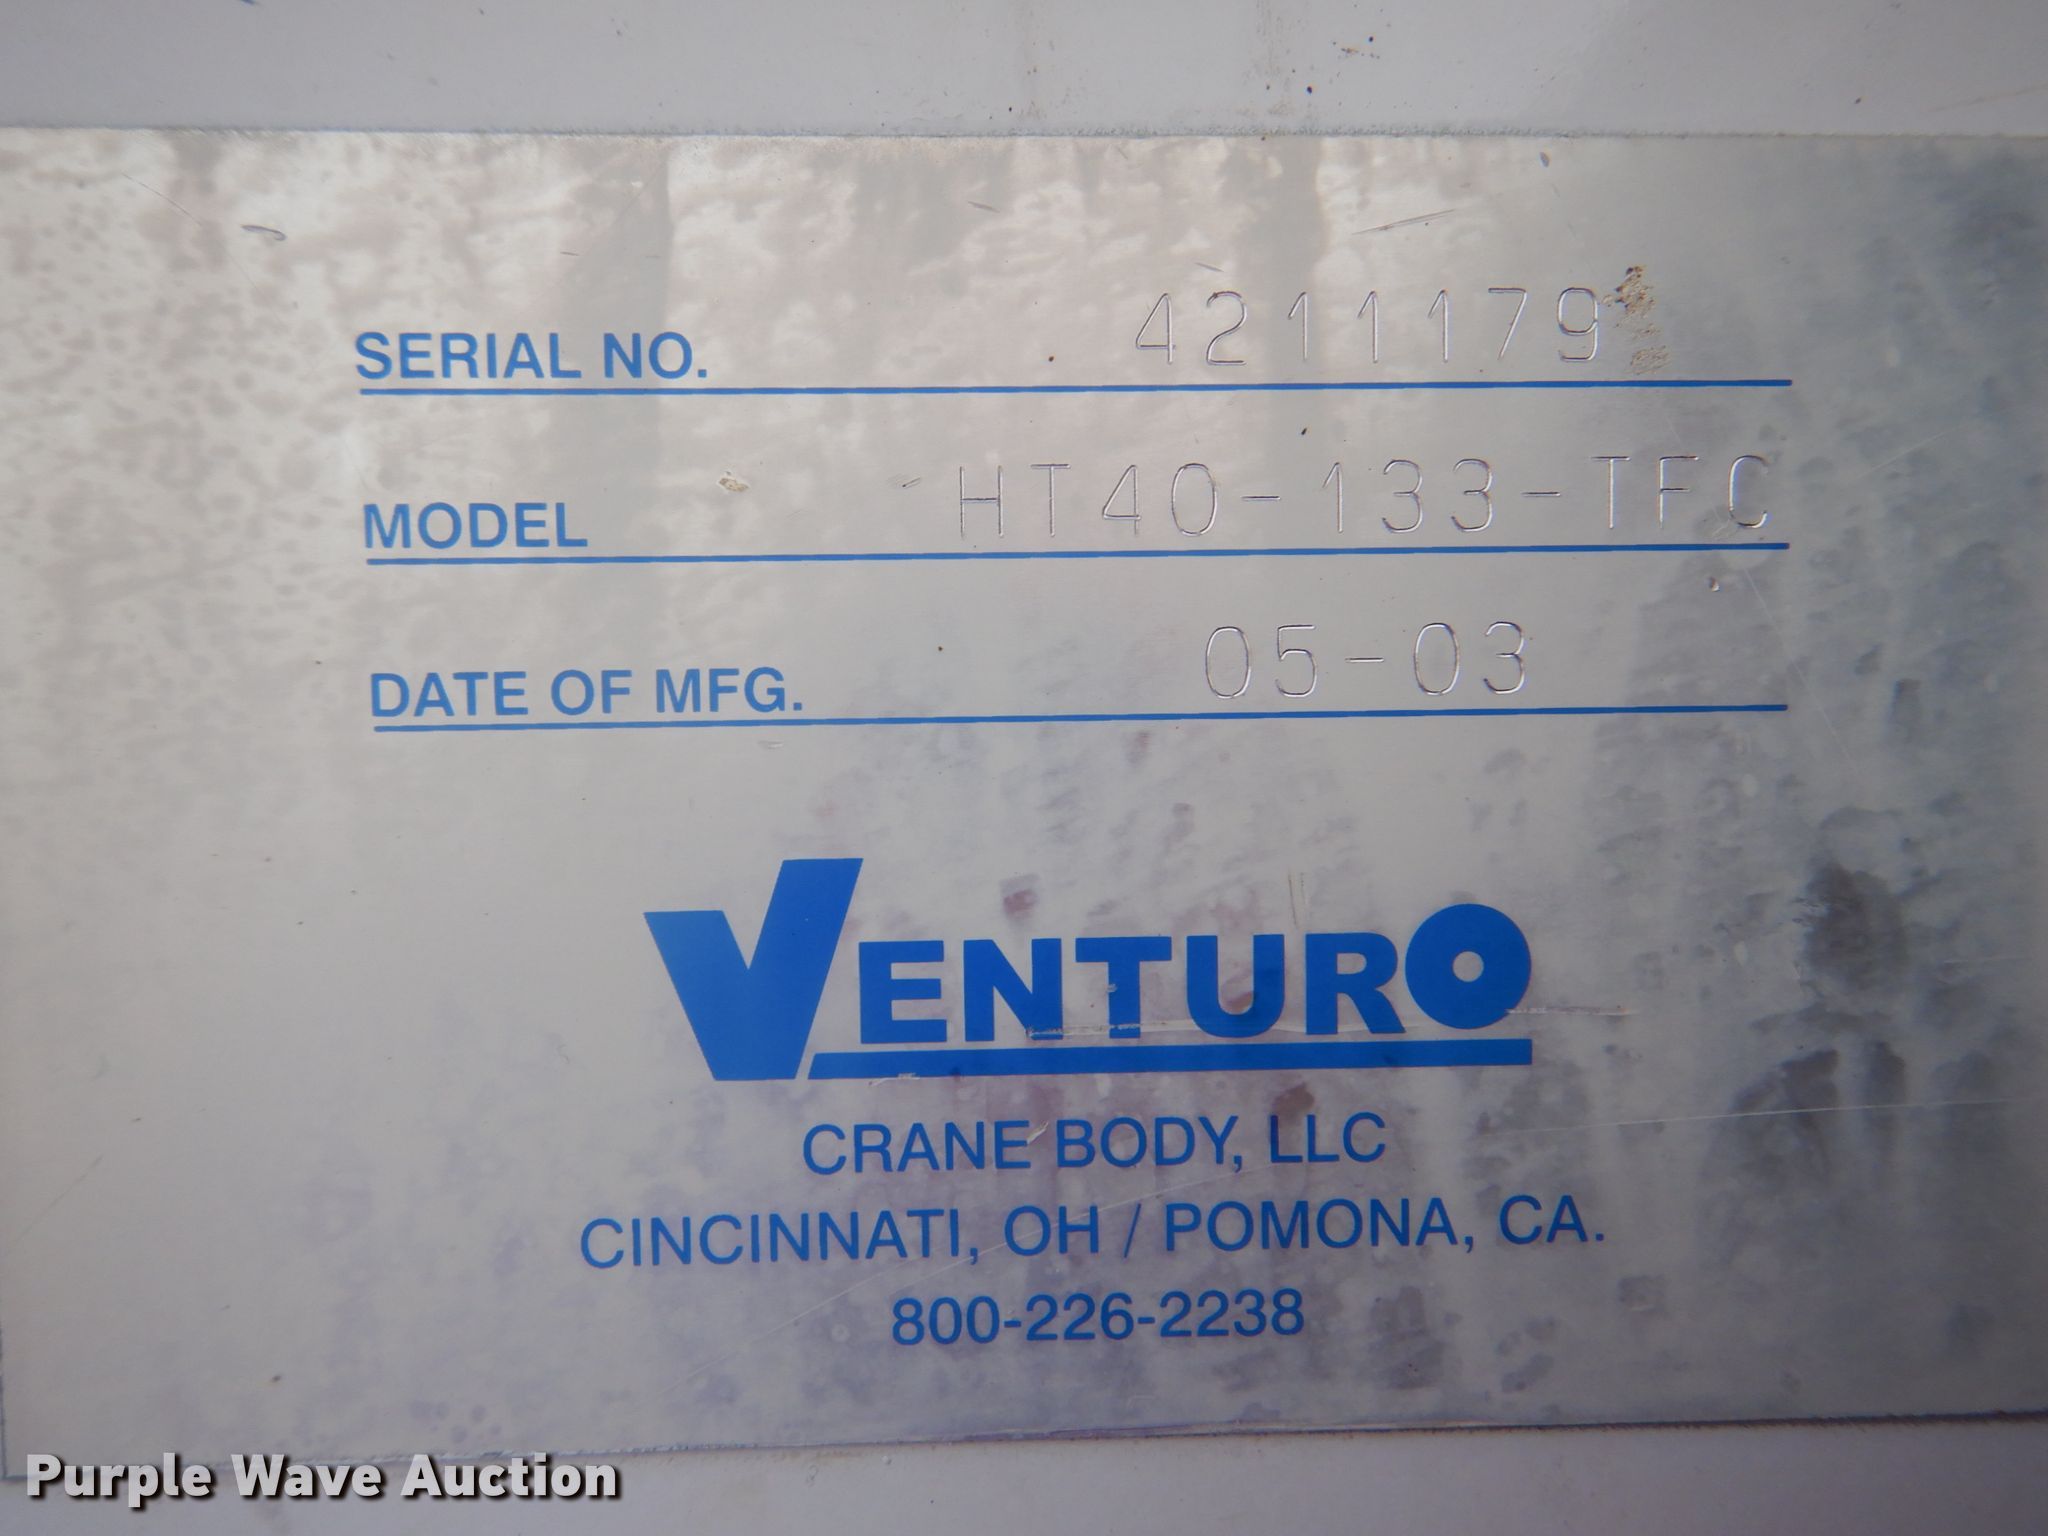 SERIAL NO. 4211179
MODEL HT40-133-TFC
DATE OF MFG. 05-03
VENTURO
CRANE BODY, LLC
CINCINNATI, OH / POMONA, CA.
800-226-2238
Purple Wave Auction